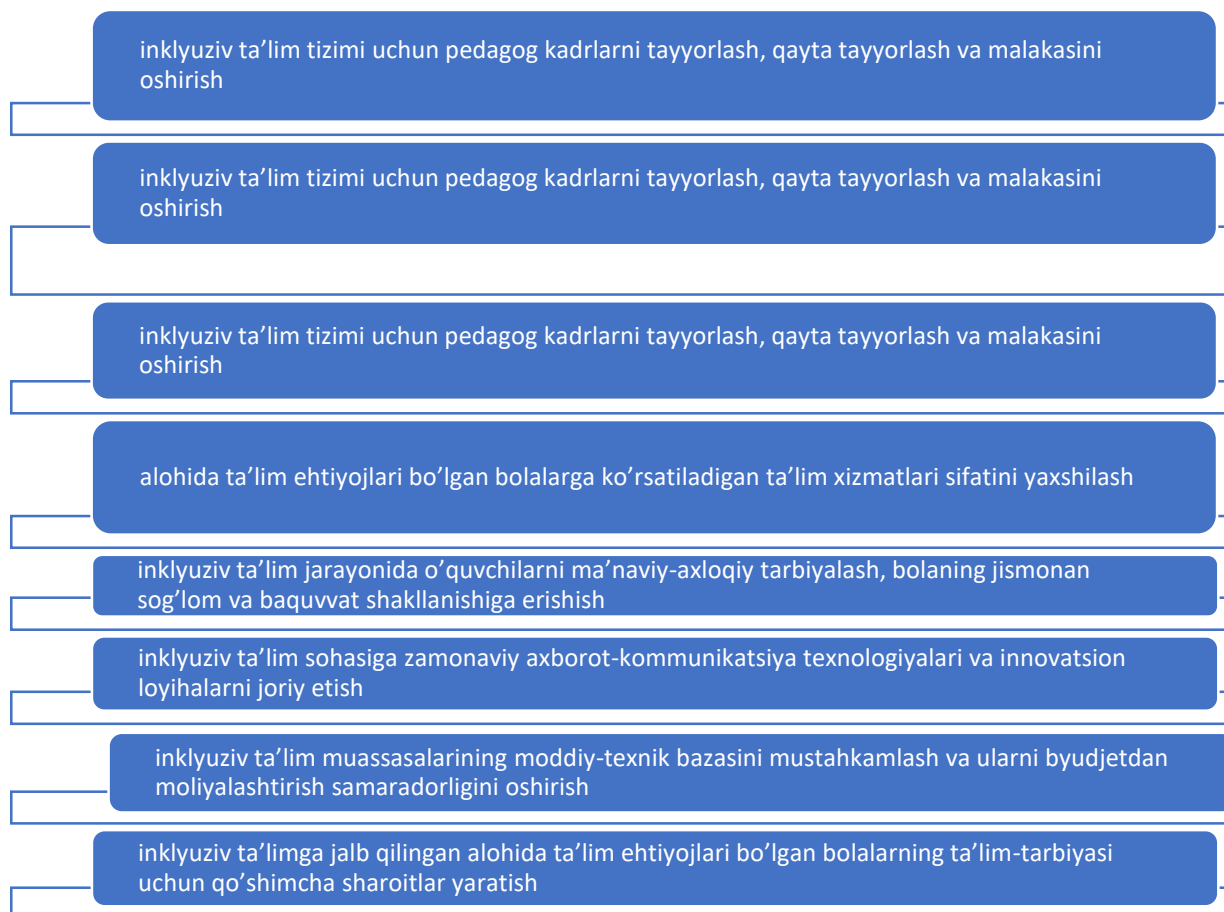 inklyuziv ta’lim tizimi uchun pedagog kadrlarni tayyorlash, qayta tayyorlash va malakasini
oshirish
inklyuziv ta’lim tizimi uchun pedagog kadrlarni tayyorlash, qayta tayyorlash va malakasini
oshirish
inklyuziv ta’lim tizimi uchun pedagog kadrlarni tayyorlash, qayta tayyorlash va malakasini
oshirish
alohida ta’lim ehtiyojlari bo’lgan bolalarga ko’rsatiladigan ta’lim xizmatlari sifatini yaxshilash
inklyuziv ta’lim jarayonida o’quvchilarni ma’naviy-axloqiy tarbiyalash, bolaning jismonan
sog’lom va baquvvat shakllanishiga erishish
inklyuziv ta’lim sohasiga zamonaviy axborot-kommunikatsiya texnologiyalari va innovatsion
loyihalarni joriy etish
inklyuziv ta’lim muassasalarining moddiy-texnik bazasini mustahkamlash va ularni byudjetdan
moliyalashtirish samaradorligini oshirish
inklyuziv ta’limga jalb qilingan alohida ta’lim ehtiyojlari bo’lgan bolalarning ta’lim-tarbiyasi
uchun qo’shimcha sharoitlar yaratish